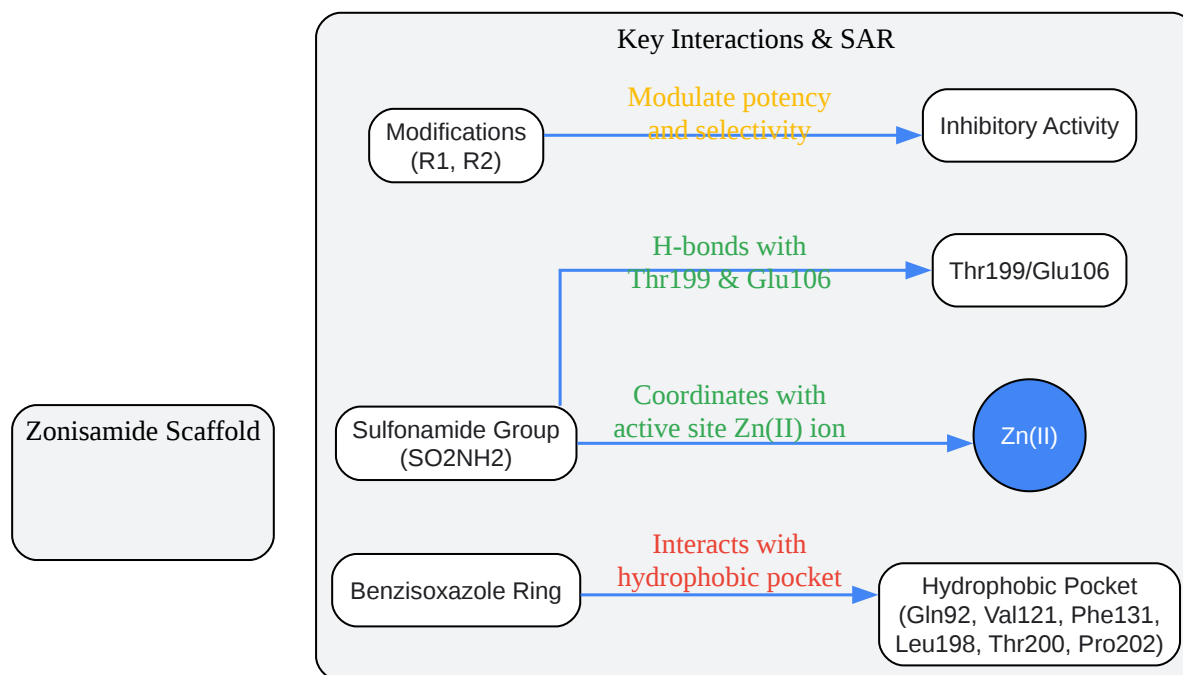 Key Interactions & SAR
Modifications
(R1, R2)
Modulate potency
and selectivity
Inhibitory Activity
H-bonds with
Thr199 & Glu106
Thr199/Glu106
Zonisamide Scaffold
Sulfonamide Group
(SO2NH2)
Coordinates with
active site Zn(II) ion
Zn(II)
Benzisoxazole Ring
Interacts with
hydrophobic pocket
Hydrophobic Pocket
(Gln92, Val121, Phe131,
Leu198, Thr200, Pro202)